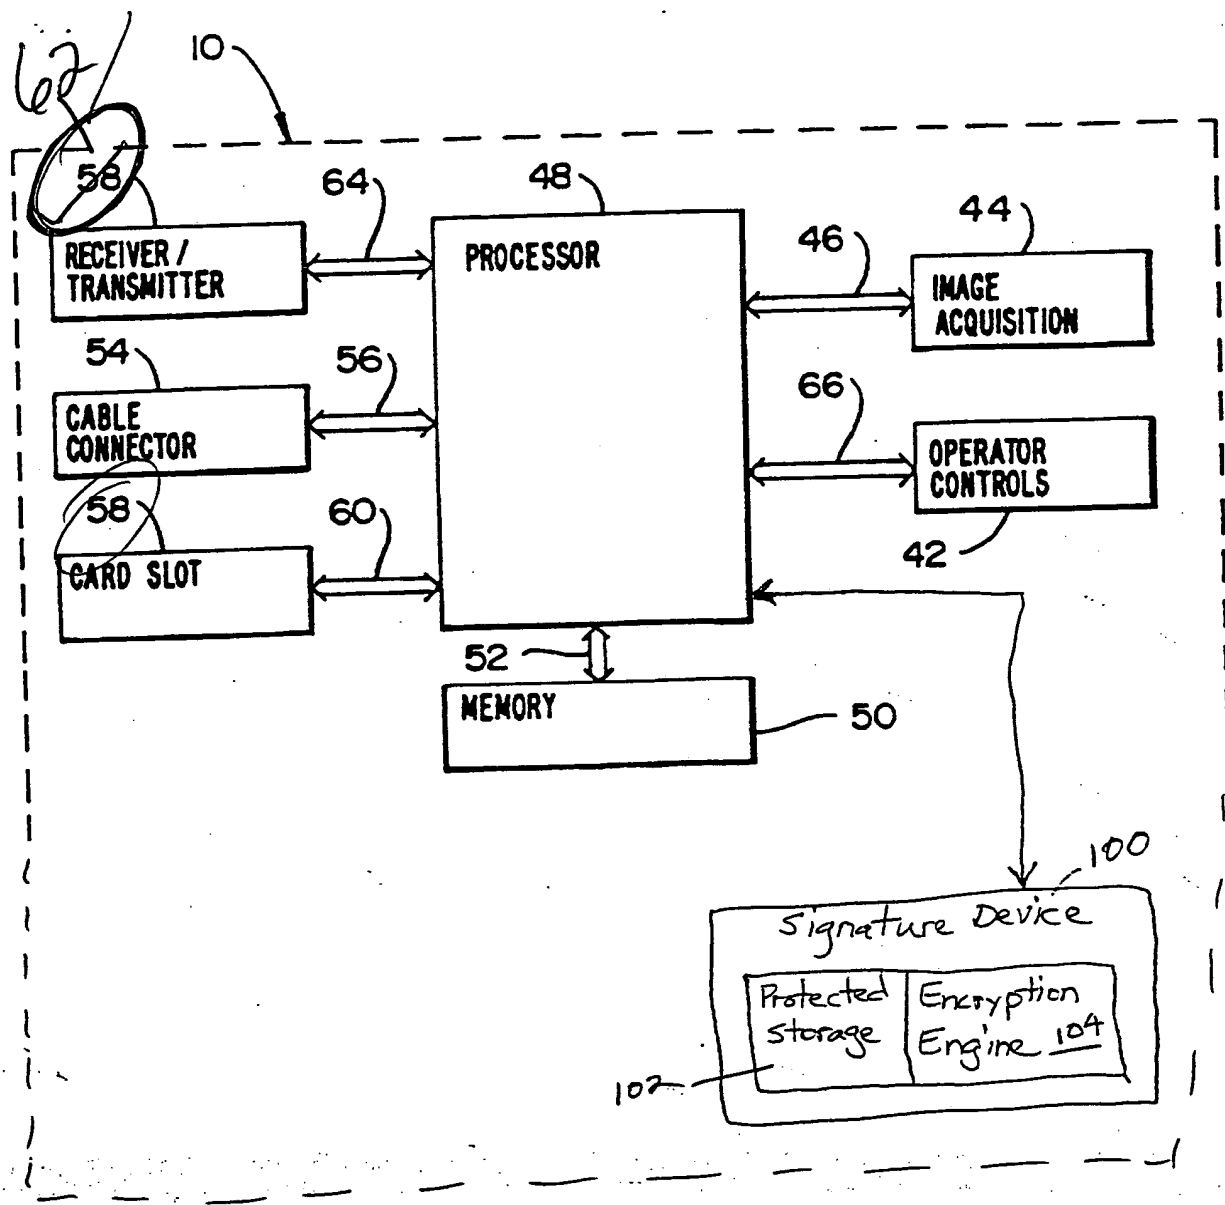 62
10
58
RECEIVER /
TRANSMITTER
64
48
PROCESSOR
46
44
IMAGE
ACQUISITION
54
CABLE
CONNECTOR
56
66
OPERATOR
CONTROLS
42
58
CARD SLOT
60
52
MEMORY
50
100
Signature Device
Protected
Storage
102
Encryption
Engine 104